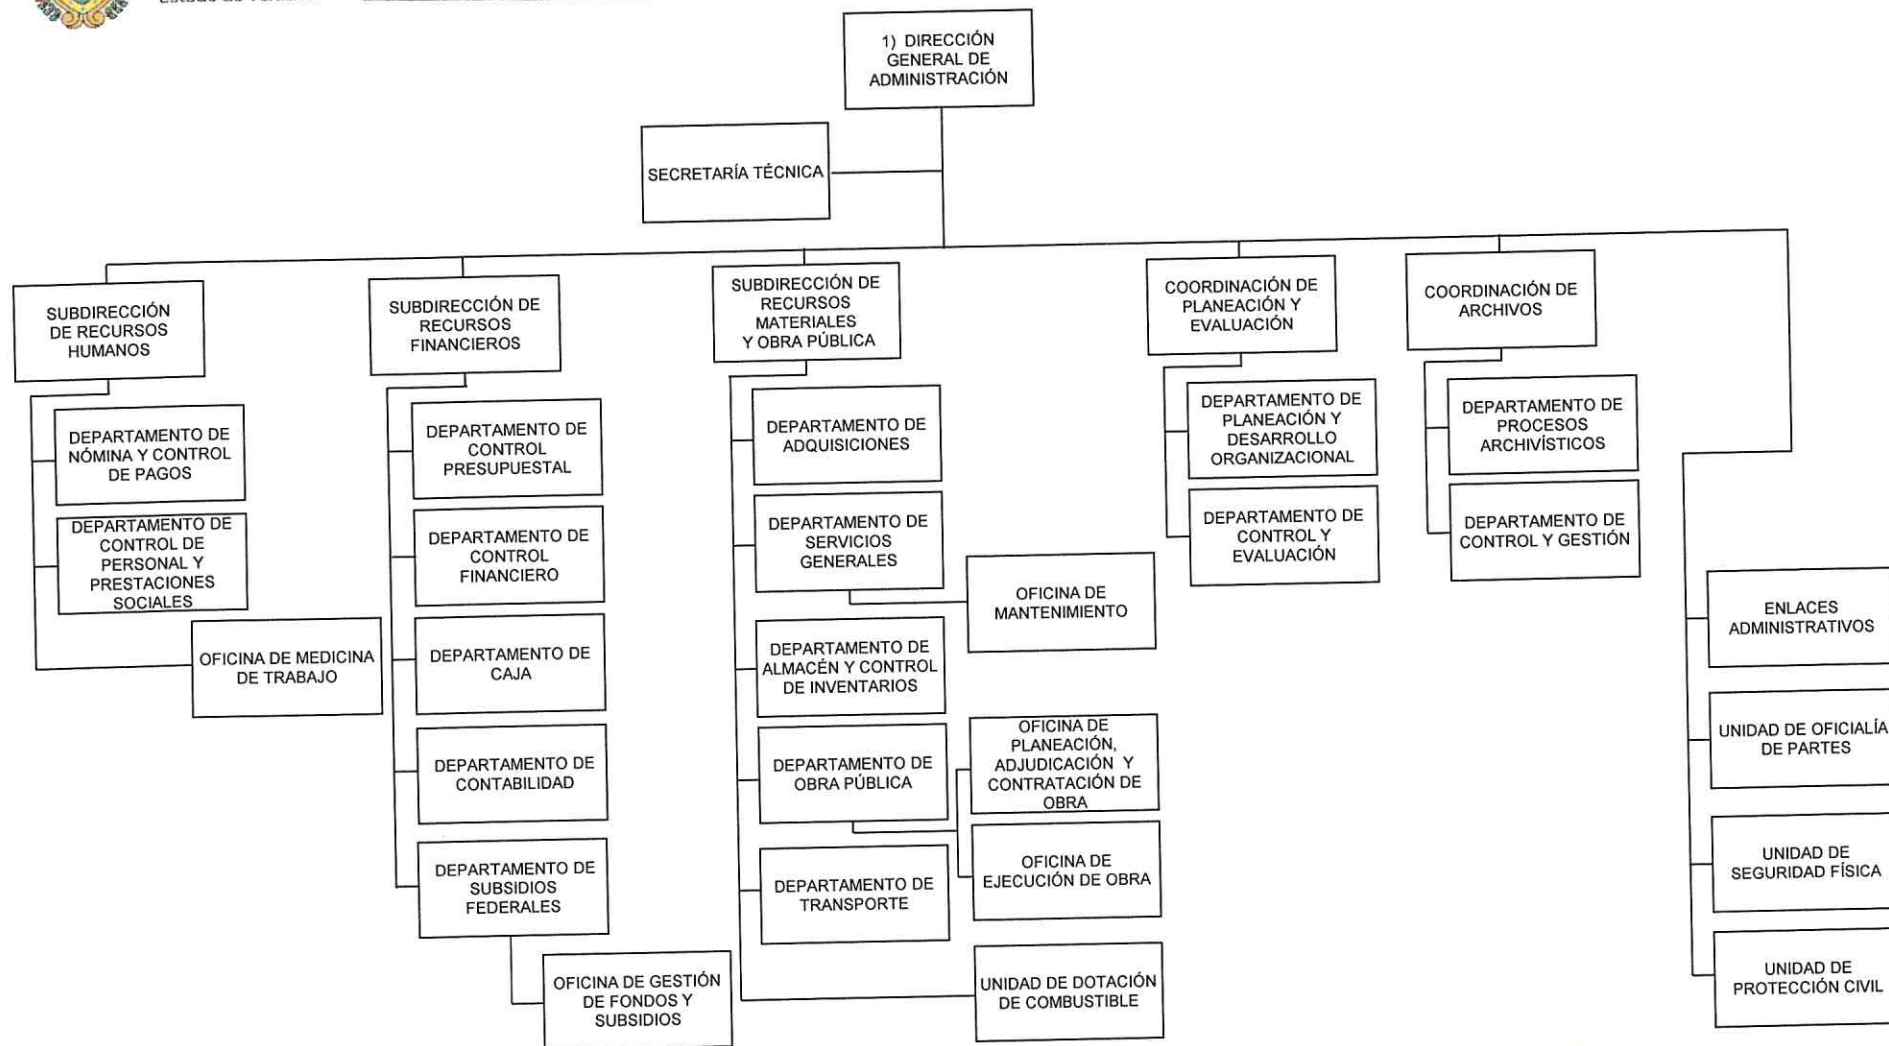 1) DIRECCIÓN
GENERAL DE
ADMINISTRACIÓN
SECRETARÍA TÉCNICA
SUBDIRECCIÓN
DE RECURSOS
HUMANOS
DEPARTAMENTO DE
NÓMINA Y CONTROL
DE PAGOS
DEPARTAMENTO DE
CONTROL DE
PERSONAL Y
PRESTACIONES
SOCIALES
OFICINA DE MEDICINA
DE TRABAJO
SUBDIRECCIÓN DE
RECURSOS
FINANCIEROS
DEPARTAMENTO DE
CONTROL
PRESUPUESTAL
DEPARTAMENTO DE
CONTROL
FINANCIERO
DEPARTAMENTO DE
CAJA
DEPARTAMENTO DE
CONTABILIDAD
DEPARTAMENTO DE
SUBSIDIOS
FEDERALES
OFICINA DE GESTIÓN
DE FONDOS Y
SUBSIDIOS
SUBDIRECCIÓN DE
RECURSOS
MATERIALES
Y OBRA PÚBLICA
DEPARTAMENTO DE
ADQUISICIONES
DEPARTAMENTO DE
SERVICIOS
GENERALES
OFICINA DE
MANTENIMIENTO
DEPARTAMENTO DE
ALMACÉN Y CONTROL
DE INVENTARIOS
DEPARTAMENTO DE
OBRA PÚBLICA
OFICINA DE
PLANEACIÓN,
ADJUDICACIÓN Y
CONTRATACIÓN DE
OBRA
OFICINA DE
EJECUCIÓN DE OBRA
DEPARTAMENTO DE
TRANSPORTE
UNIDAD DE DOTACIÓN
DE COMBUSTIBLE
COORDINACIÓN DE
PLANEACIÓN Y
EVALUACIÓN
DEPARTAMENTO DE
PLANEACIÓN Y
DESARROLLO
ORGANIZACIONAL
DEPARTAMENTO DE
CONTROL Y
EVALUACIÓN
COORDINACIÓN DE
ARCHIVOS
DEPARTAMENTO DE
PROCESOS
ARCHIVÍSTICOS
DEPARTAMENTO DE
CONTROL Y GESTIÓN
ENLACES
ADMINISTRATIVOS
UNIDAD DE OFICIALÍA
DE PARTES
UNIDAD DE
SEGURIDAD FÍSICA
UNIDAD DE
PROTECCIÓN CIVIL